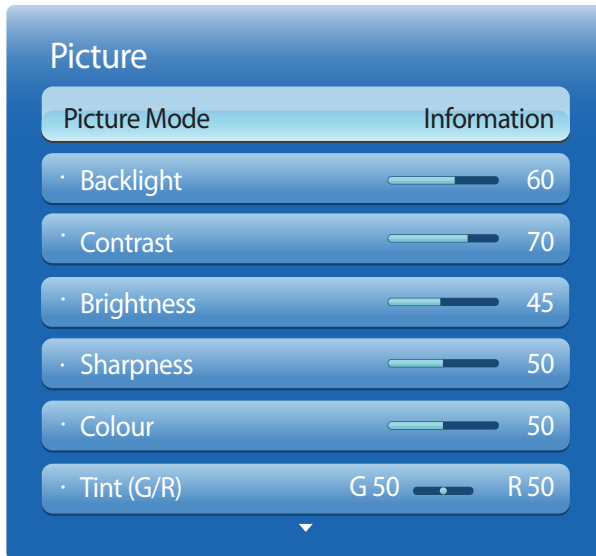 Picture
Picture Mode Information
· Backlight 60
· Contrast 70
· Brightness 45
· Sharpness 50
· Colour 50
· Tint (G/R) G 50 R 50